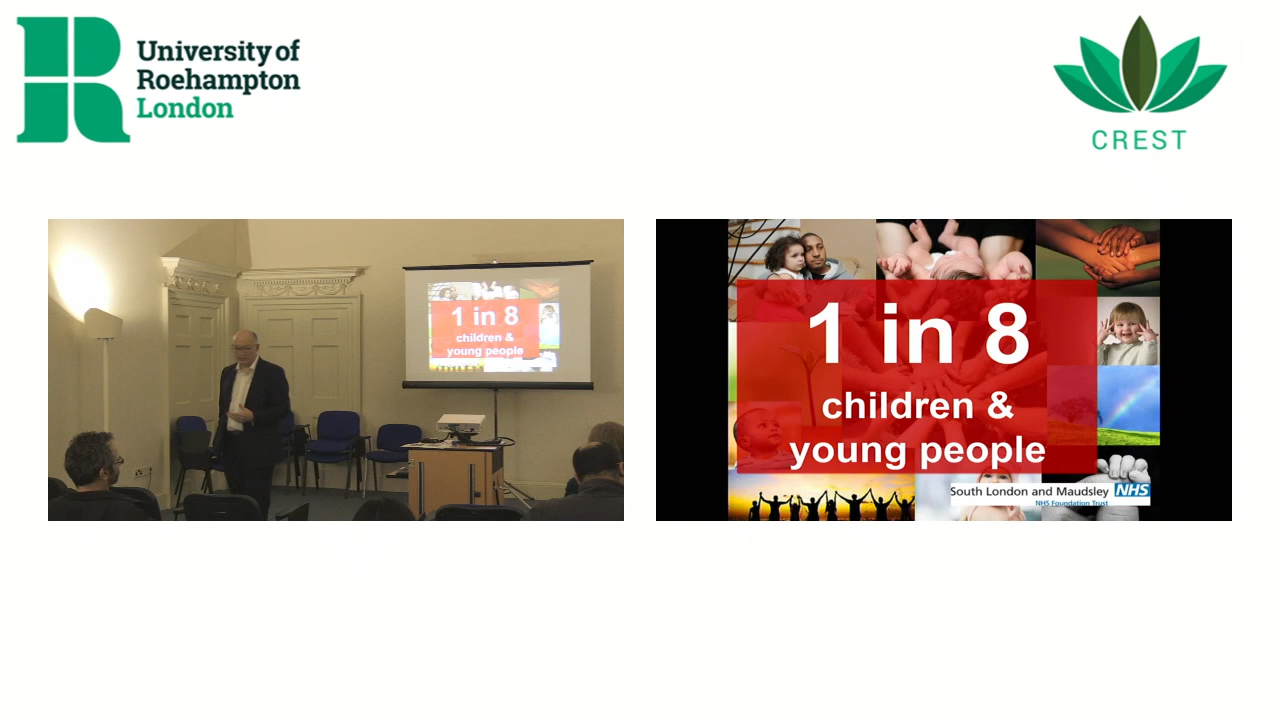 University of
Roehampton
London
CREST
1 in 8
children &
young people
1 in 8
children &
young people
South London and Maudsley NHS
NHS Foundation Trust